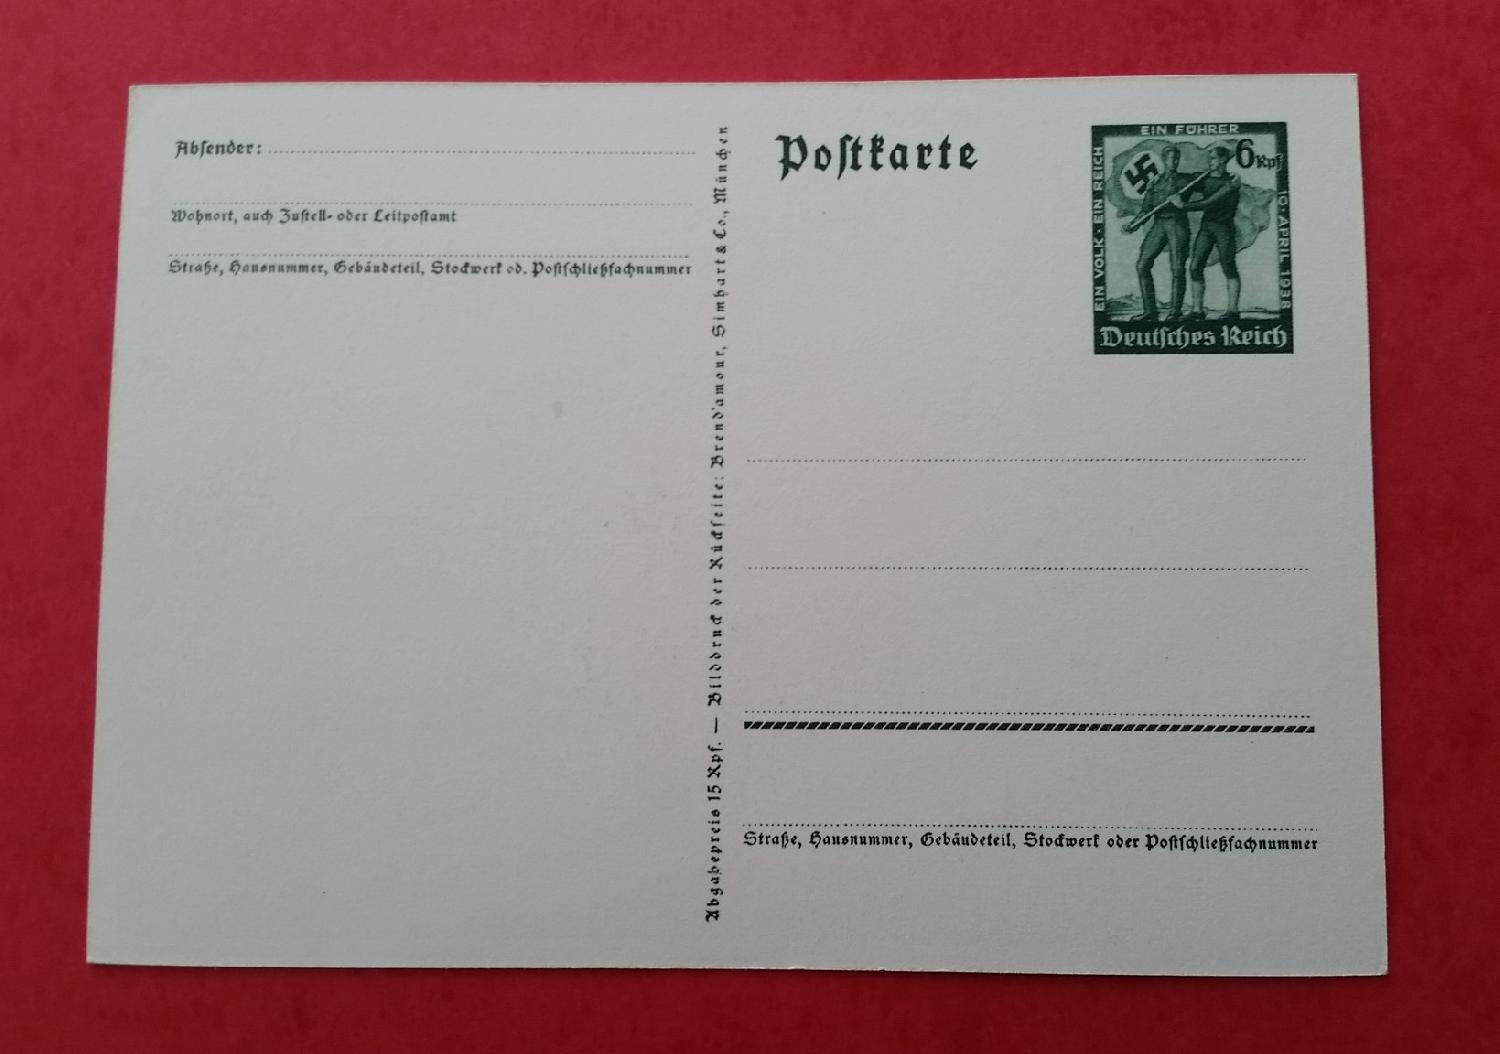 Absender:
Wohnort, auch Zustell- oder Leitpostamt
Straße, Hausnummer, Gebäudeteil, Stockwerk od. Postschließfachnummer
Abgabepreis 15 Rpf. — Bilddruck der Rückseite: Brend'amour, Simhart & Co., München
Postkarte
EIN FÜHRER
6 Rpf
EIN VOLK · EIN REICH
10. APRIL 1938
Deutsches Reich
Straße, Hausnummer, Gebäudeteil, Stockwerk oder Postschließfachnummer